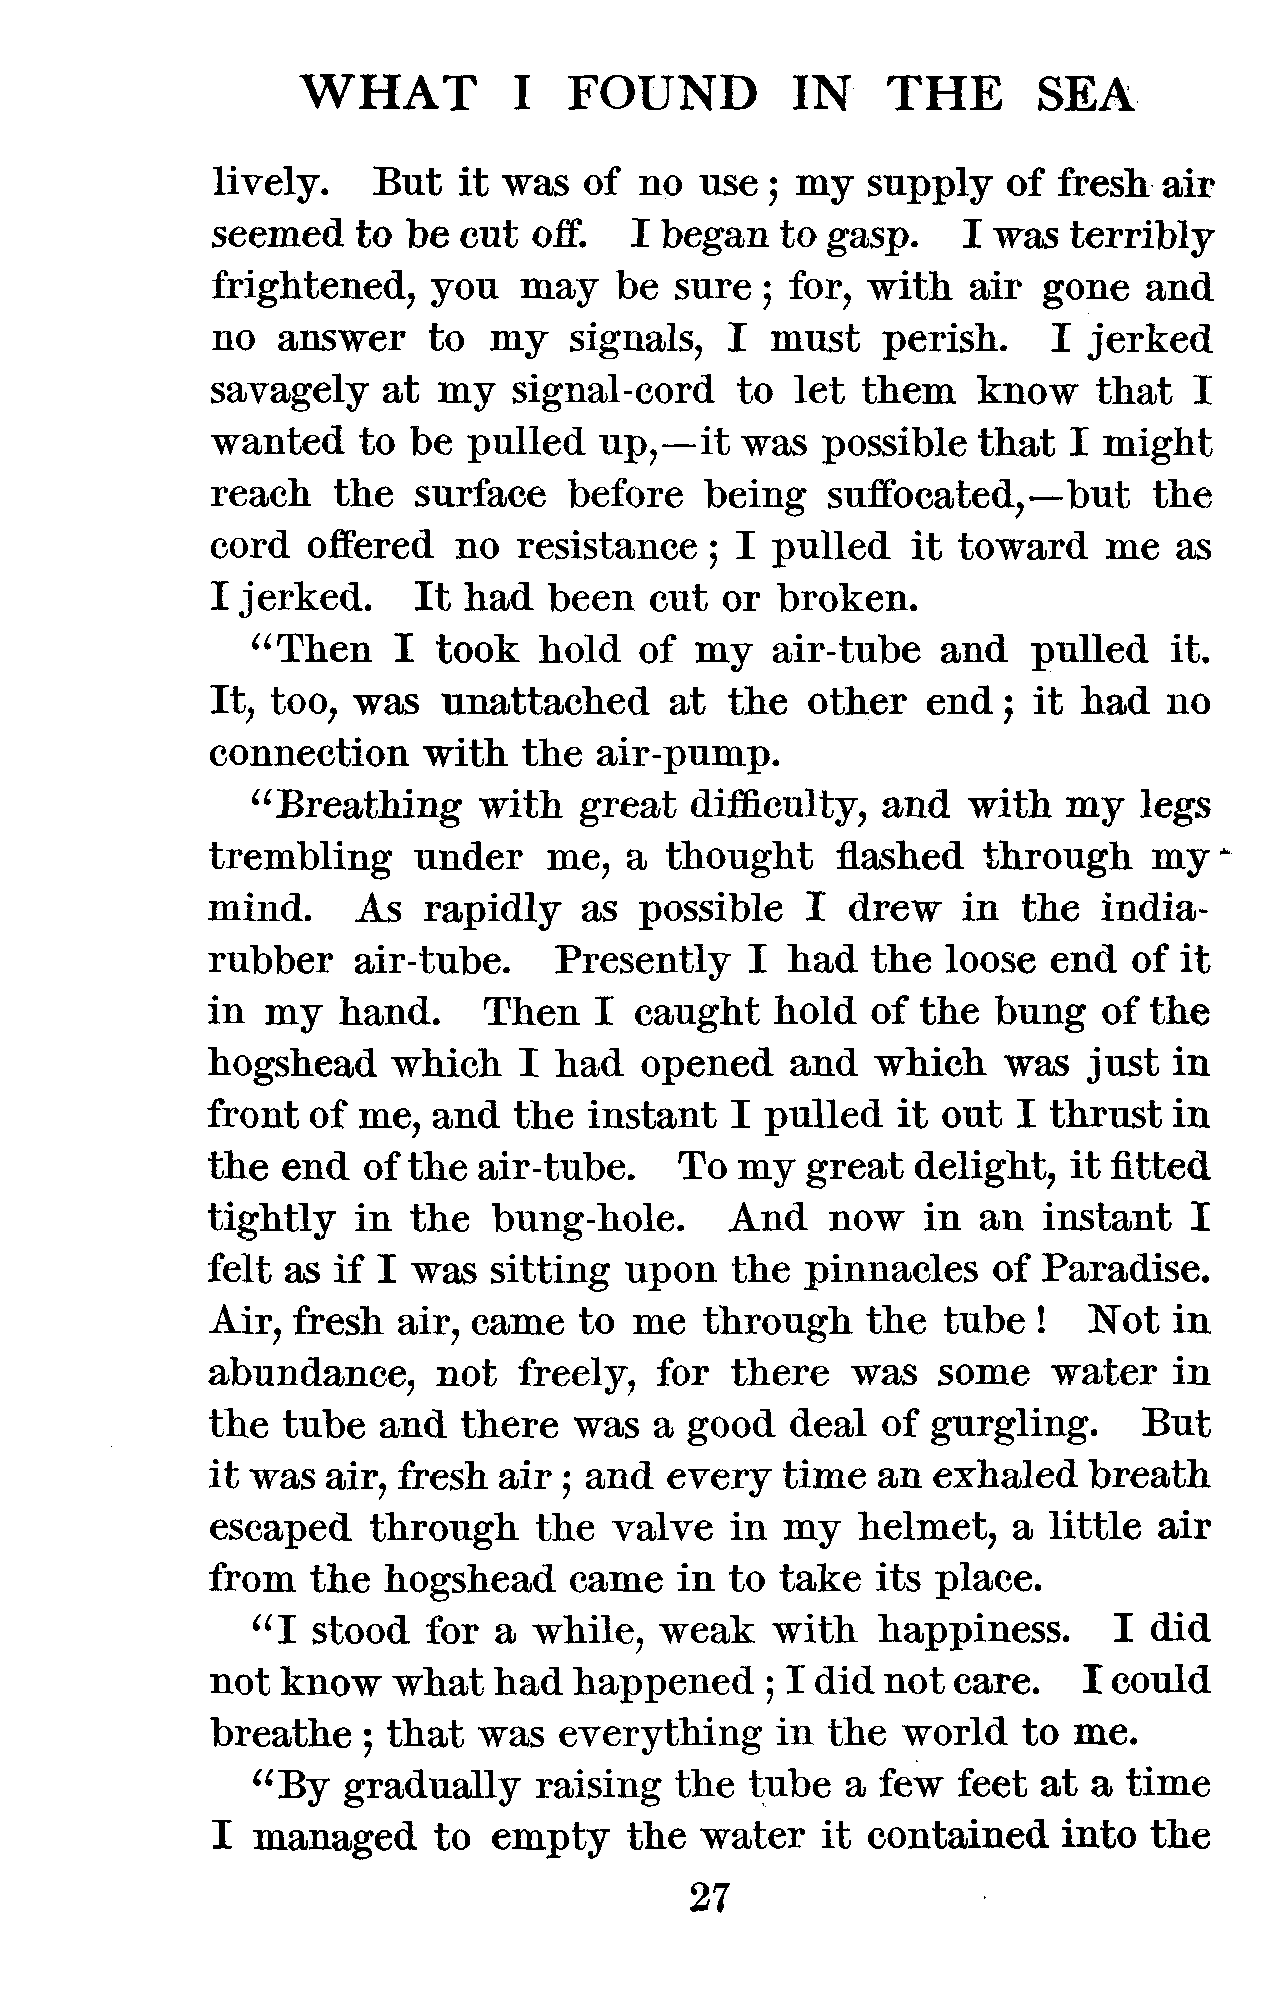 WHAT I FOUND IN THE SEA
lively. But it was of no use; my supply of fresh air
seemed to be cut off. I began to gasp. I was terribly
frightened, you may be sure; for, with air gone and
no answer to my signals, I must perish. I jerked
savagely at my signal-cord to let them know that I
wanted to be pulled up,—it was possible that I might
reach the surface before being suffocated,—but the
cord offered no resistance; I pulled it toward me as
I jerked. It had been cut or broken.
“Then I took hold of my air-tube and pulled it.
It, too, was unattached at the other end; it had no
connection with the air-pump.
“Breathing with great difficulty, and with my legs
trembling under me, a thought flashed through my
mind. As rapidly as possible I drew in the india-
rubber air-tube. Presently I had the loose end of it
in my hand. Then I caught hold of the bung of the
hogshead which I had opened and which was just in
front of me, and the instant I pulled it out I thrust in
the end of the air-tube. To my great delight, it fitted
tightly in the bung-hole. And now in an instant I
felt as if I was sitting upon the pinnacles of Paradise.
Air, fresh air, came to me through the tube! Not in
abundance, not freely, for there was some water in
the tube and there was a good deal of gurgling. But
it was air, fresh air; and every time an exhaled breath
escaped through the valve in my helmet, a little air
from the hogshead came in to take its place.
“I stood for a while, weak with happiness. I did
not know what had happened; I did not care. I could
breathe; that was everything in the world to me.
“By gradually raising the tube a few feet at a time
I managed to empty the water it contained into the
27